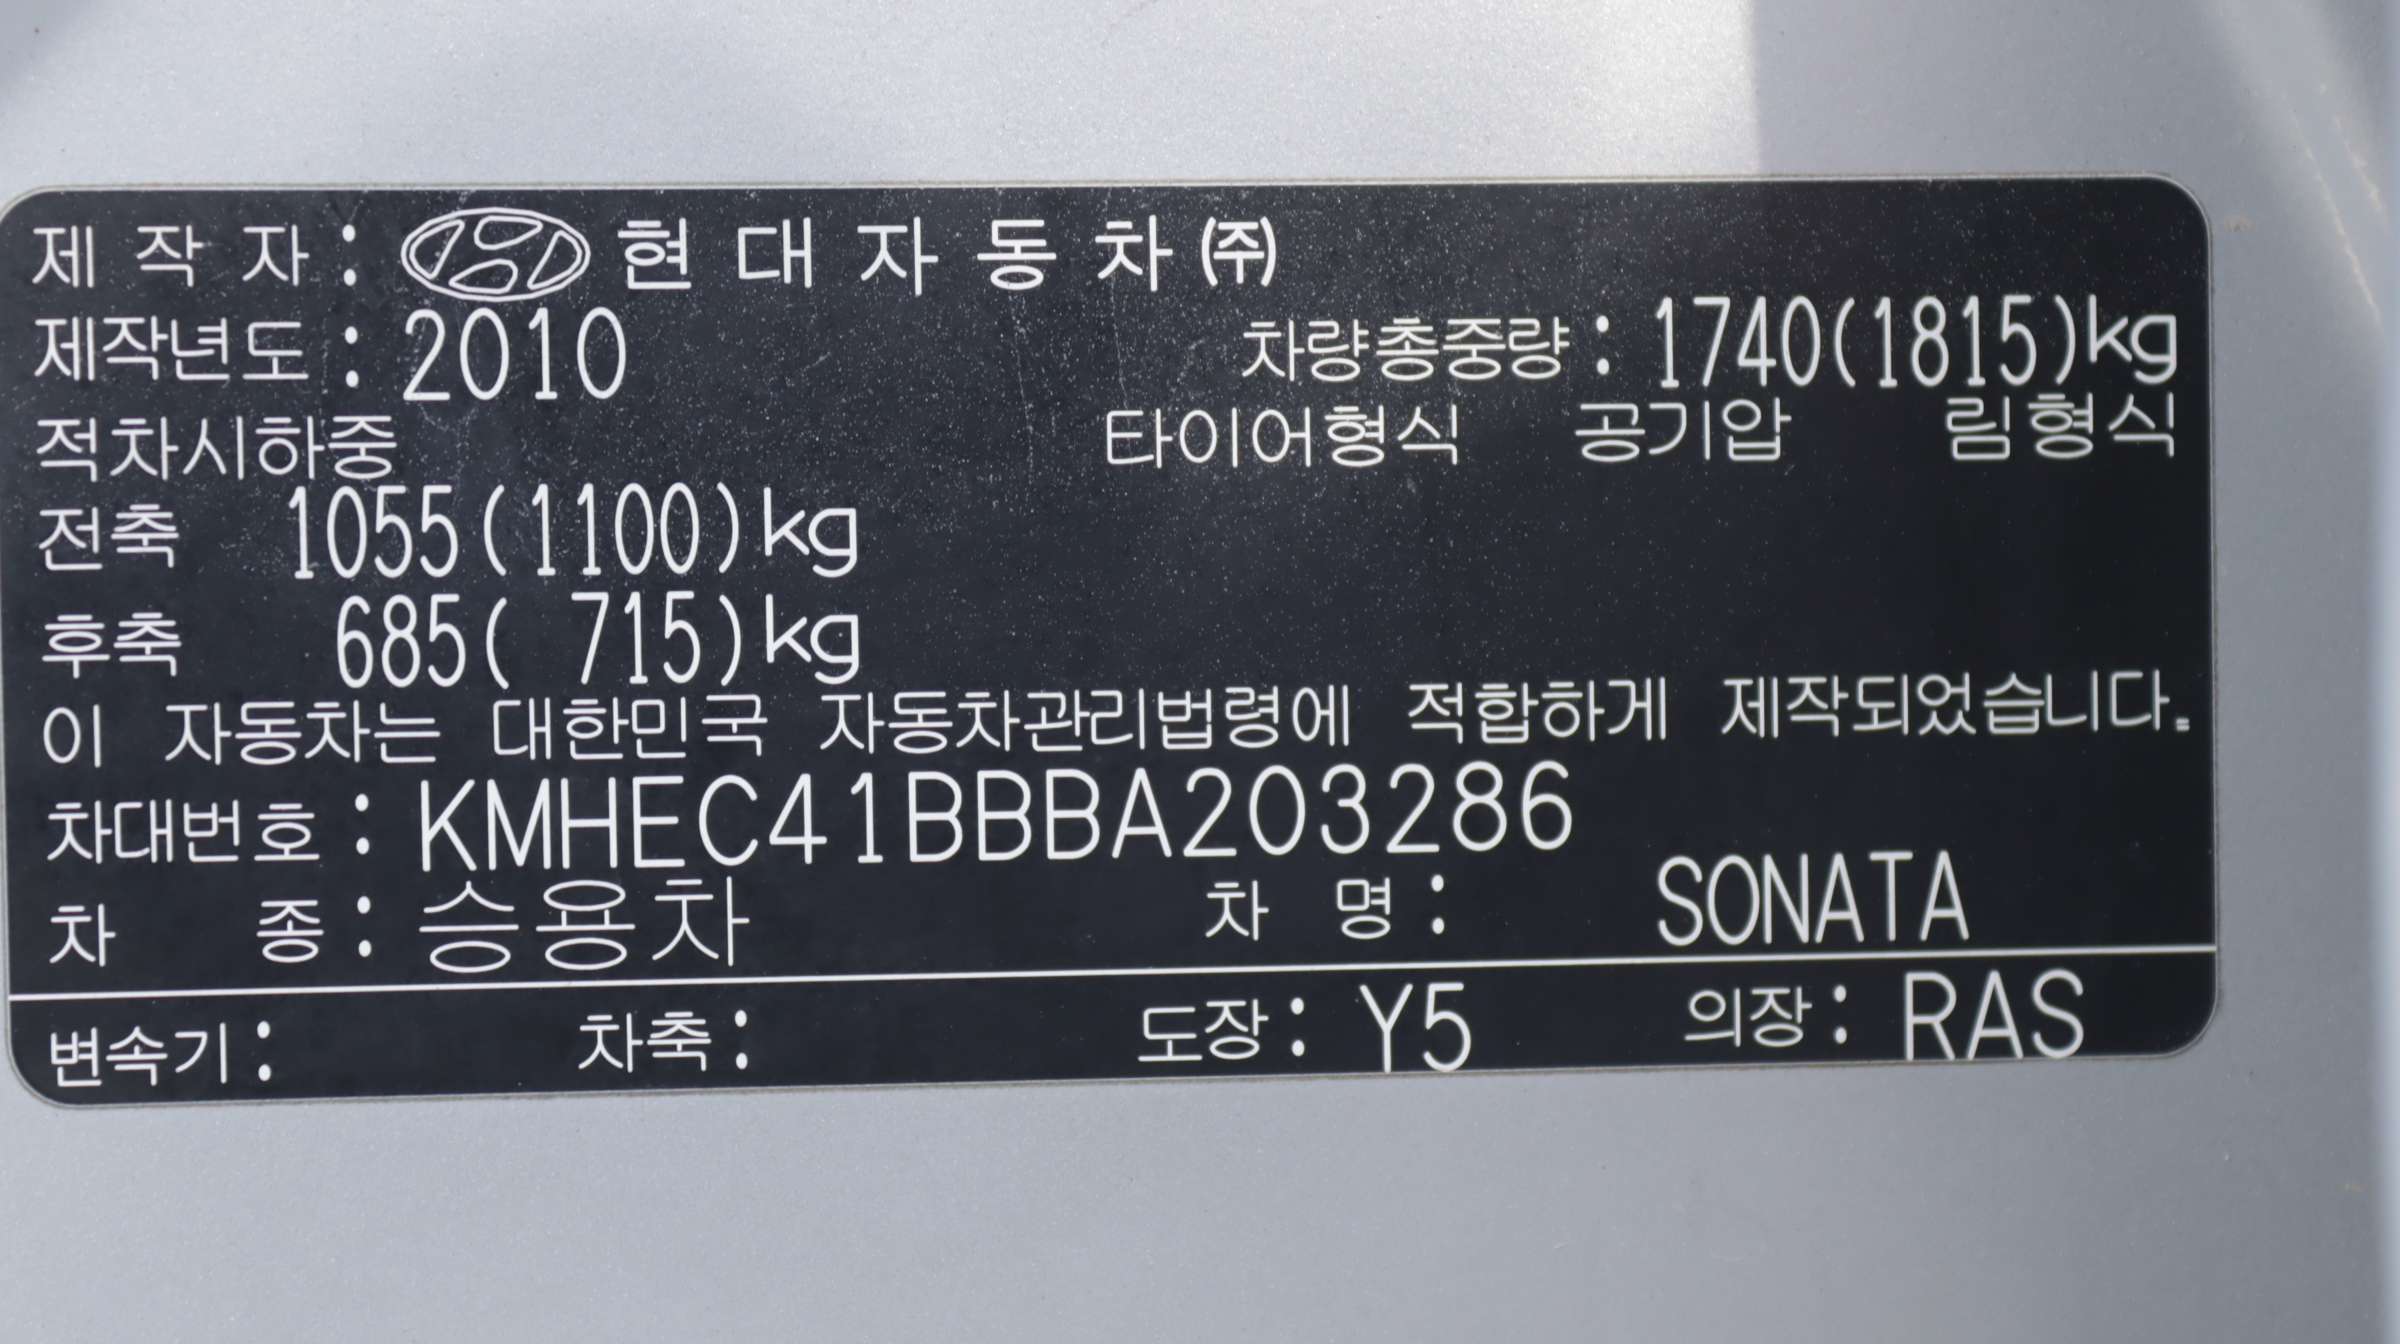 제 작 자 : 현 대 자 동 차 ㈜
제작년도 : 2010 차량총중량 : 1740(1815)kg
적차시하중 타이어형식 공기압 림형식
전축 1055(1100)kg
후축 685( 715)kg
이 자동차는 대한민국 자동차관리법령에 적합하게 제작되었습니다.
차대번호 : KMHEC41BBBA203286
차 종 : 승용차 차 명 : SONATA
변속기 : 차축 : 도장 : Y5 의장 : RAS